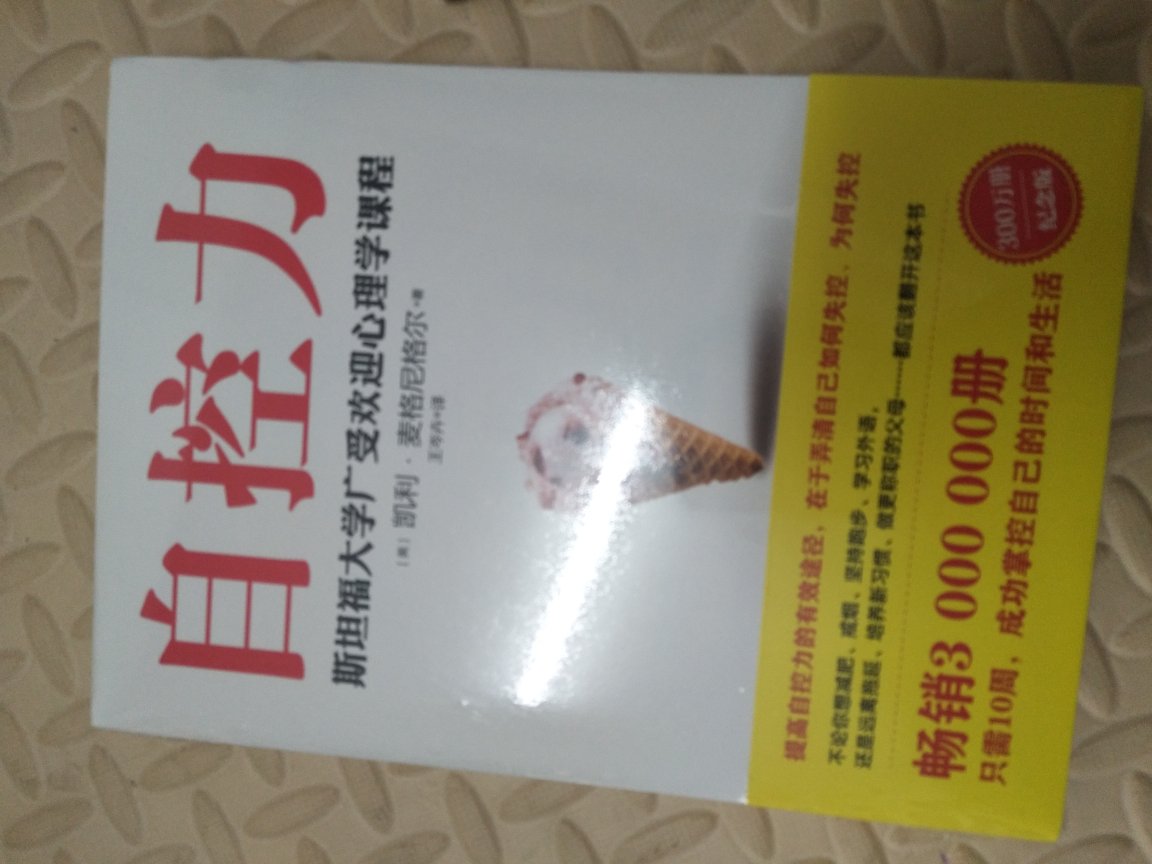 自控力
斯坦福大学广受欢迎心理学课程
［美］凯利·麦格尼格尔·著
王岑卉·译
提高自控力的有效途径，在于弄清自己如何失控、为何失控
不论你想减肥、戒烟、坚持跑步、学习外语，
还是远离拖延、培养新习惯、做更称职的父母……都应该翻开这本书
畅销3 000 000册
只需10周，成功掌控自己的时间和生活
300万册
纪念版